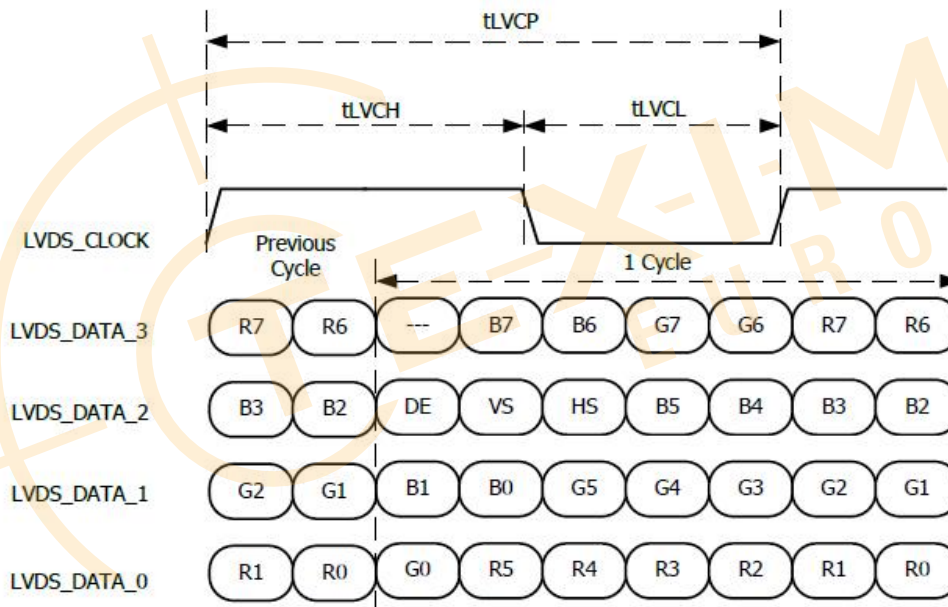 tLVCP
tLVCH tLVCL
LVDS_CLOCK
Previous
Cycle
1 Cycle
LVDS_DATA_3 R7 R6 --- B7 B6 G7 G6 R7 R6
LVDS_DATA_2 B3 B2 DE VS HS B5 B4 B3 B2
LVDS_DATA_1 G2 G1 B1 B0 G5 G4 G3 G2 G1
LVDS_DATA_0 R1 R0 G0 R5 R4 R3 R2 R1 R0
TEXIM
EURO